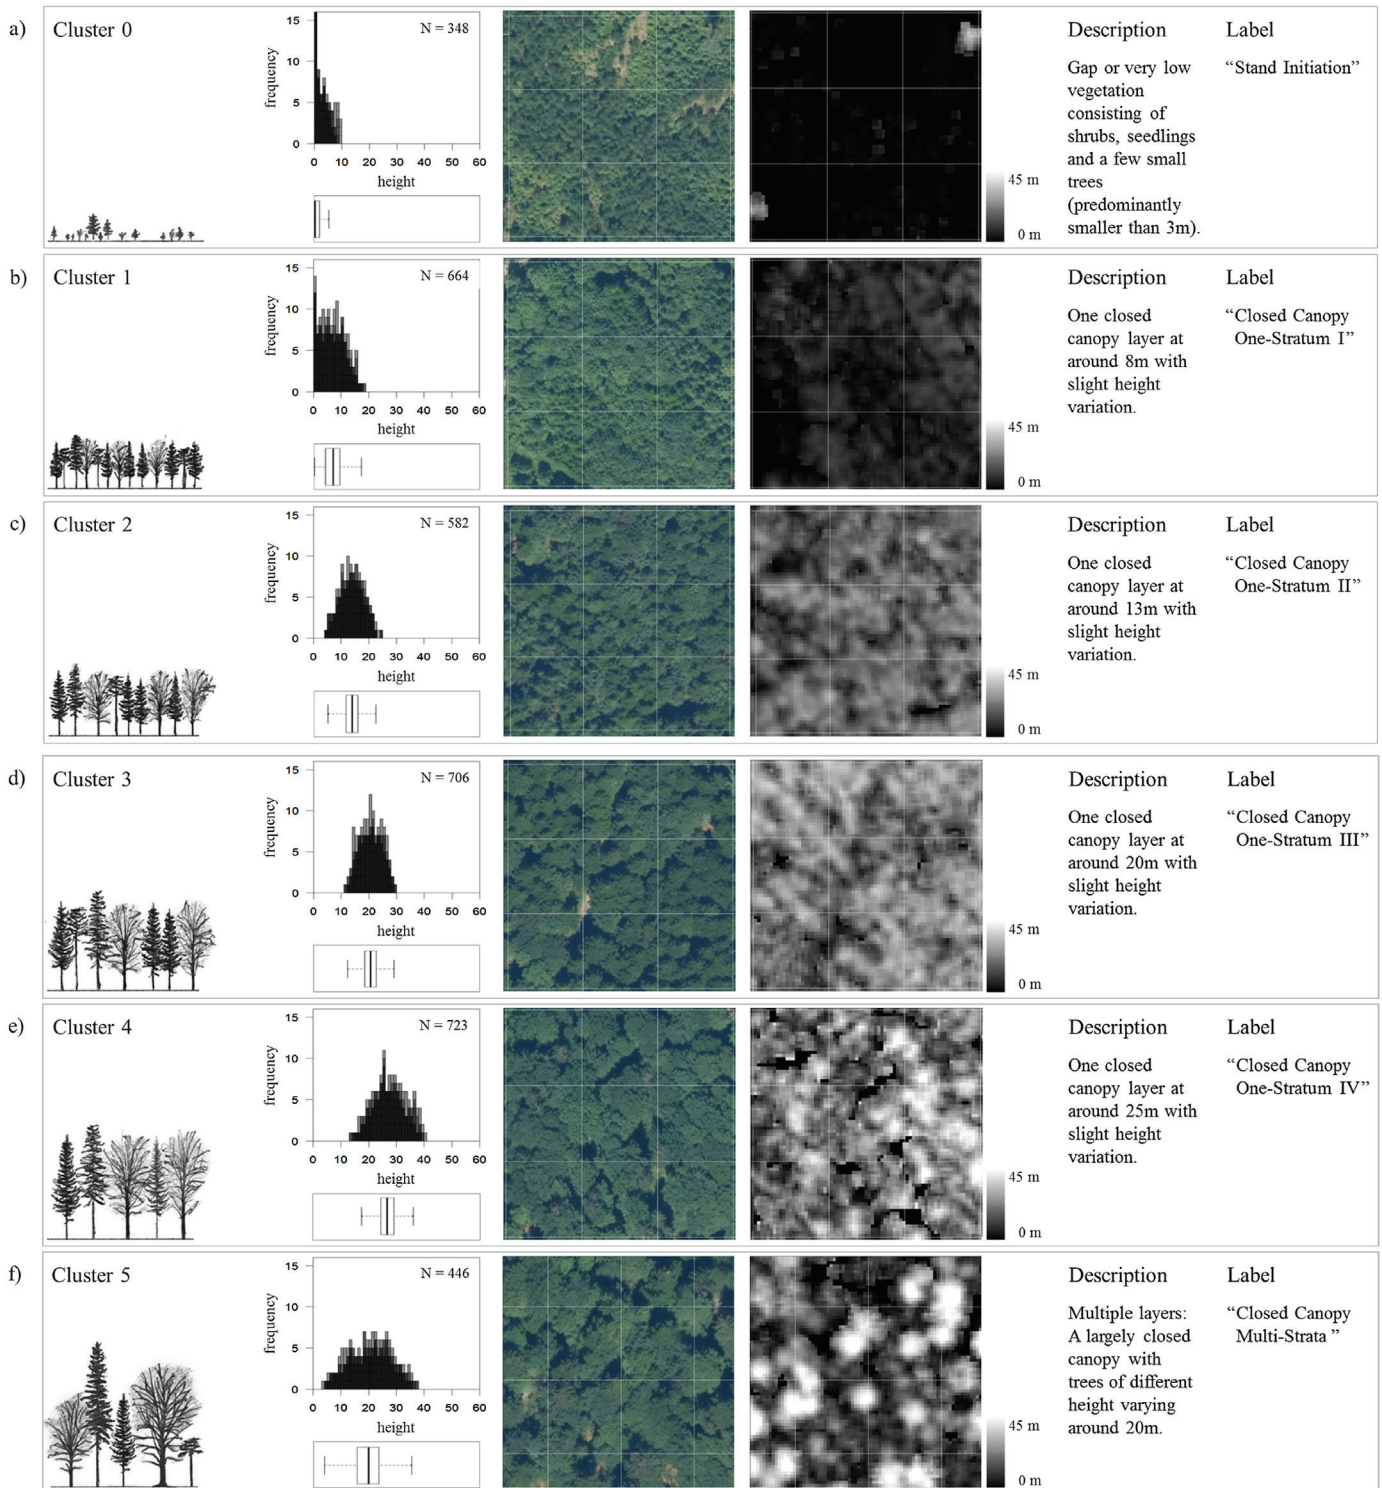 a)
Cluster 0
frequency
15
10
5
0
N = 348
0 10 20 30 40 50 60
height
45 m
0 m
Description
Gap or very low
vegetation
consisting of
shrubs, seedlings
and a few small
trees
(predominantly
smaller than 3m).
Label
“Stand Initiation”
b)
Cluster 1
frequency
15
10
5
0
N = 664
0 10 20 30 40 50 60
height
45 m
0 m
Description
One closed
canopy layer at
around 8m with
slight height
variation.
Label
“Closed Canopy
One-Stratum I”
c)
Cluster 2
frequency
15
10
5
0
N = 582
0 10 20 30 40 50 60
height
45 m
0 m
Description
One closed
canopy layer at
around 13m with
slight height
variation.
Label
“Closed Canopy
One-Stratum II”
d)
Cluster 3
frequency
15
10
5
0
N = 706
0 10 20 30 40 50 60
height
45 m
0 m
Description
One closed
canopy layer at
around 20m with
slight height
variation.
Label
“Closed Canopy
One-Stratum III”
e)
Cluster 4
frequency
15
10
5
0
N = 723
0 10 20 30 40 50 60
height
45 m
0 m
Description
One closed
canopy layer at
around 25m with
slight height
variation.
Label
“Closed Canopy
One-Stratum IV”
f)
Cluster 5
frequency
15
10
5
0
N = 446
0 10 20 30 40 50 60
height
45 m
0 m
Description
Multiple layers:
A largely closed
canopy with
trees of different
height varying
around 20m.
Label
“Closed Canopy
Multi-Strata ”